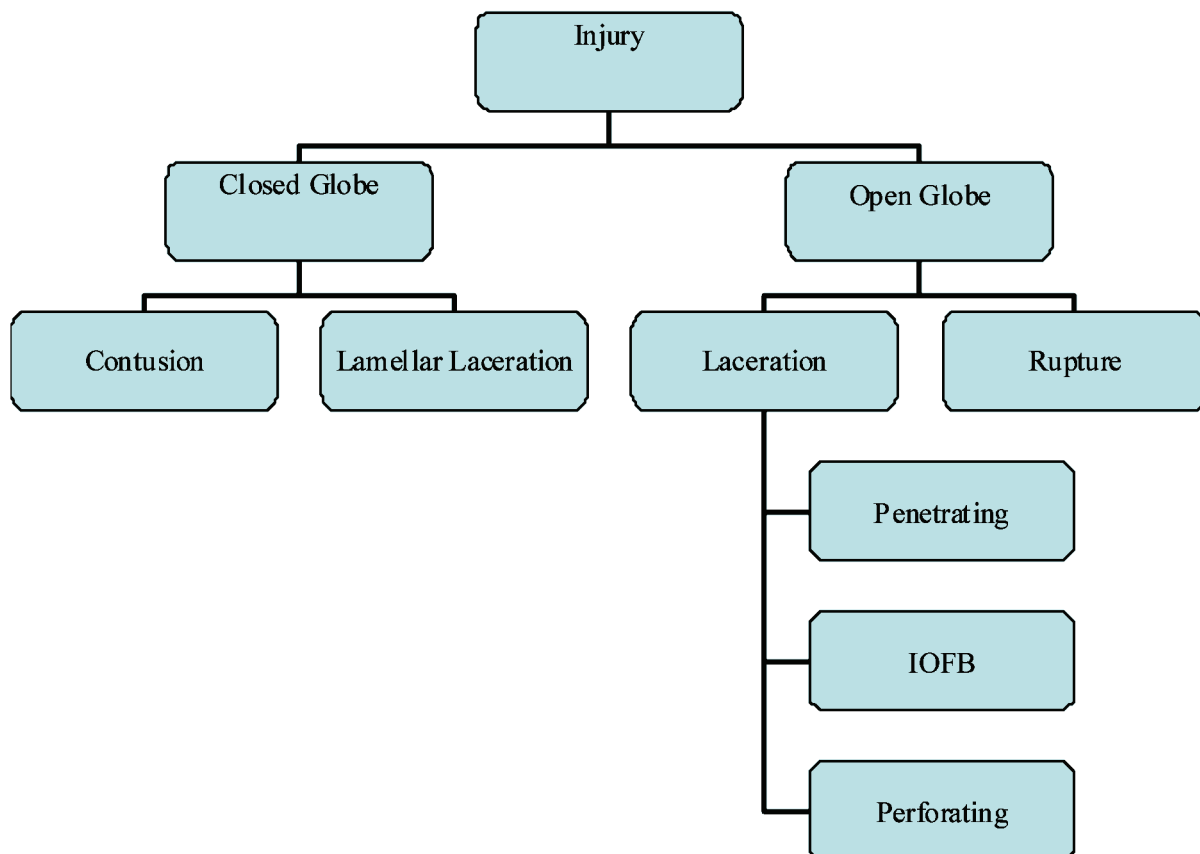 Injury
Closed Globe
Open Globe
Contusion
Lamellar Laceration
Laceration
Rupture
Penetrating
IOFB
Perforating